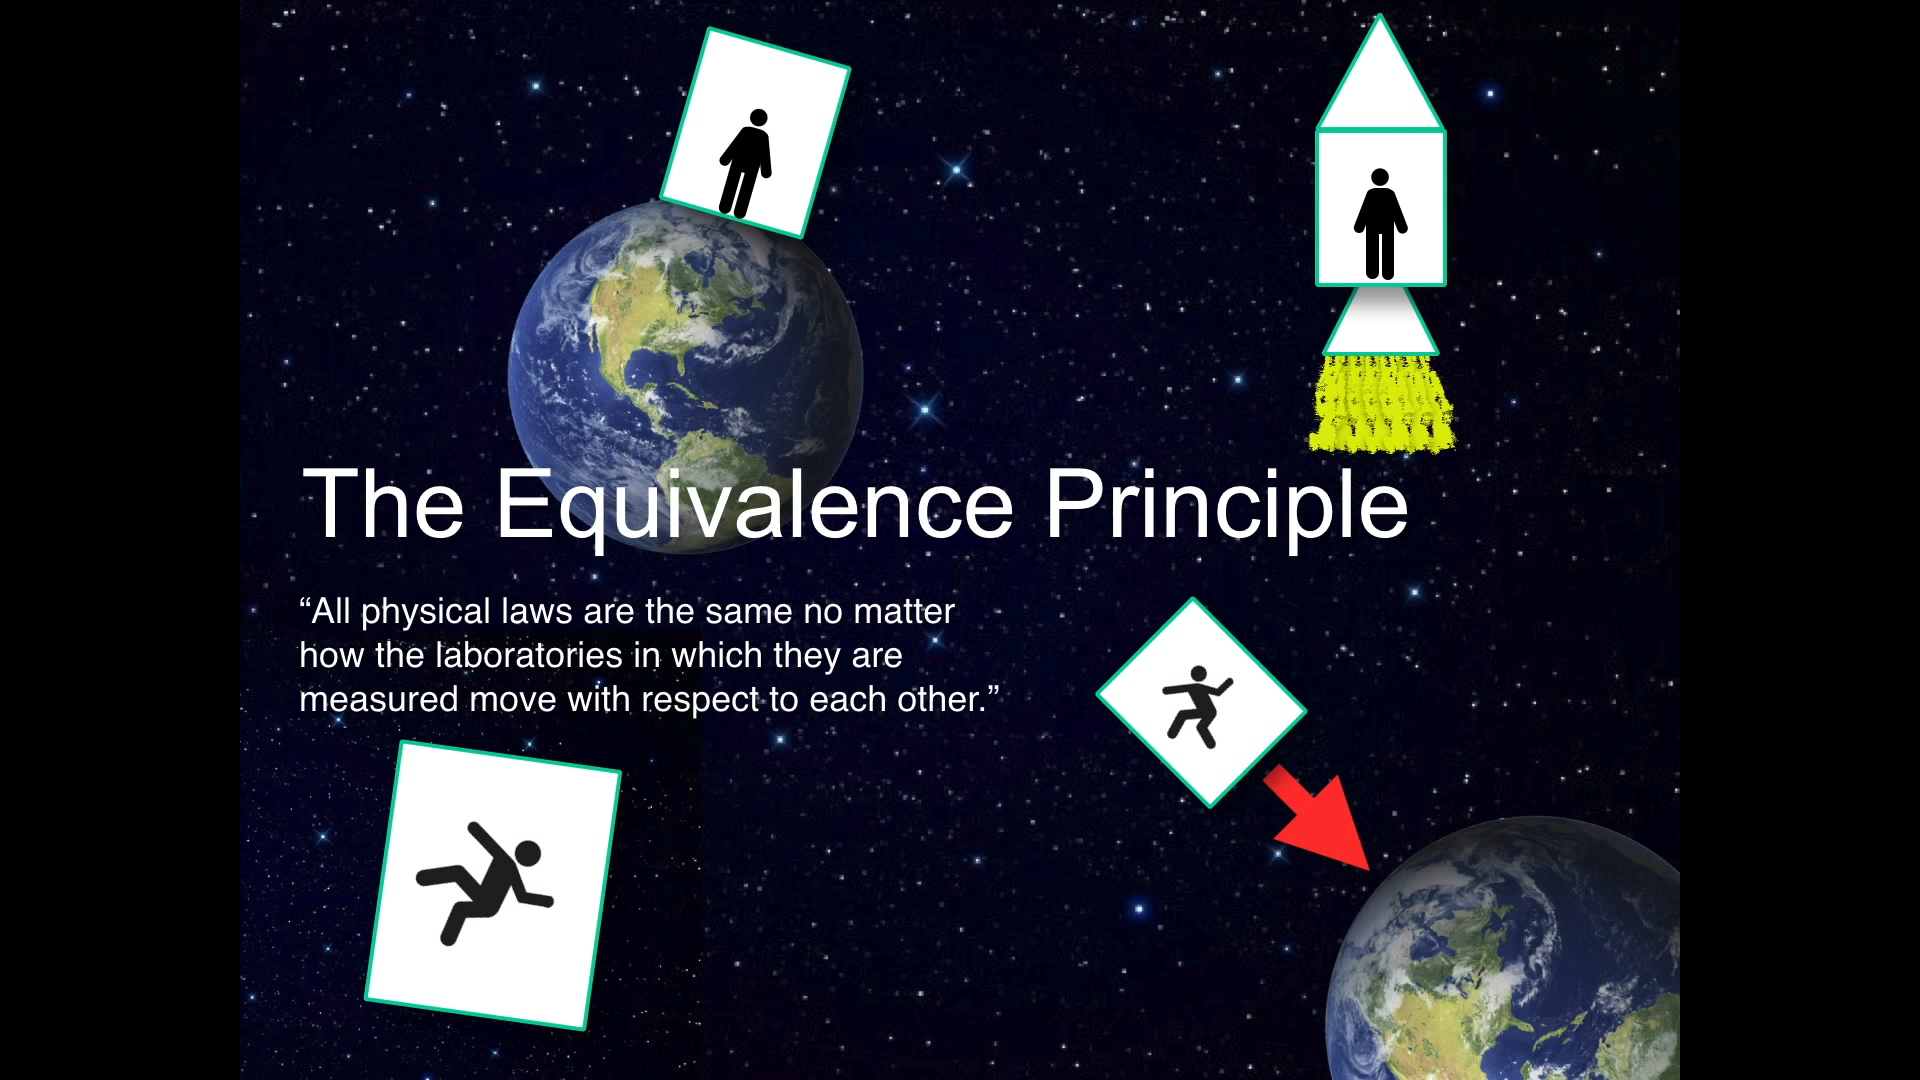 The Equivalence Principle
“All physical laws are the same no matter
how the laboratories in which they are
measured move with respect to each other.”